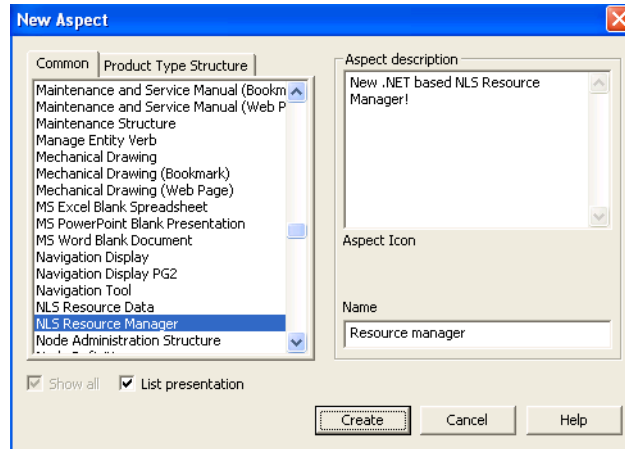 New Aspect
Common
Product Type Structure
Maintenance and Service Manual (Bookm
Maintenance and Service Manual (Web P
Maintenance Structure
Manage Entity Verb
Mechanical Drawing
Mechanical Drawing (Bookmark)
Mechanical Drawing (Web Page)
MS Excel Blank Spreadsheet
MS PowerPoint Blank Presentation
MS Word Blank Document
Navigation Display
Navigation Display PG2
Navigation Tool
NLS Resource Data
NLS Resource Manager
Node Administration Structure
Show all
List presentation
Aspect description
New .NET based NLS Resource
Manager!
Aspect Icon
Name
Resource manager
Create
Cancel
Help